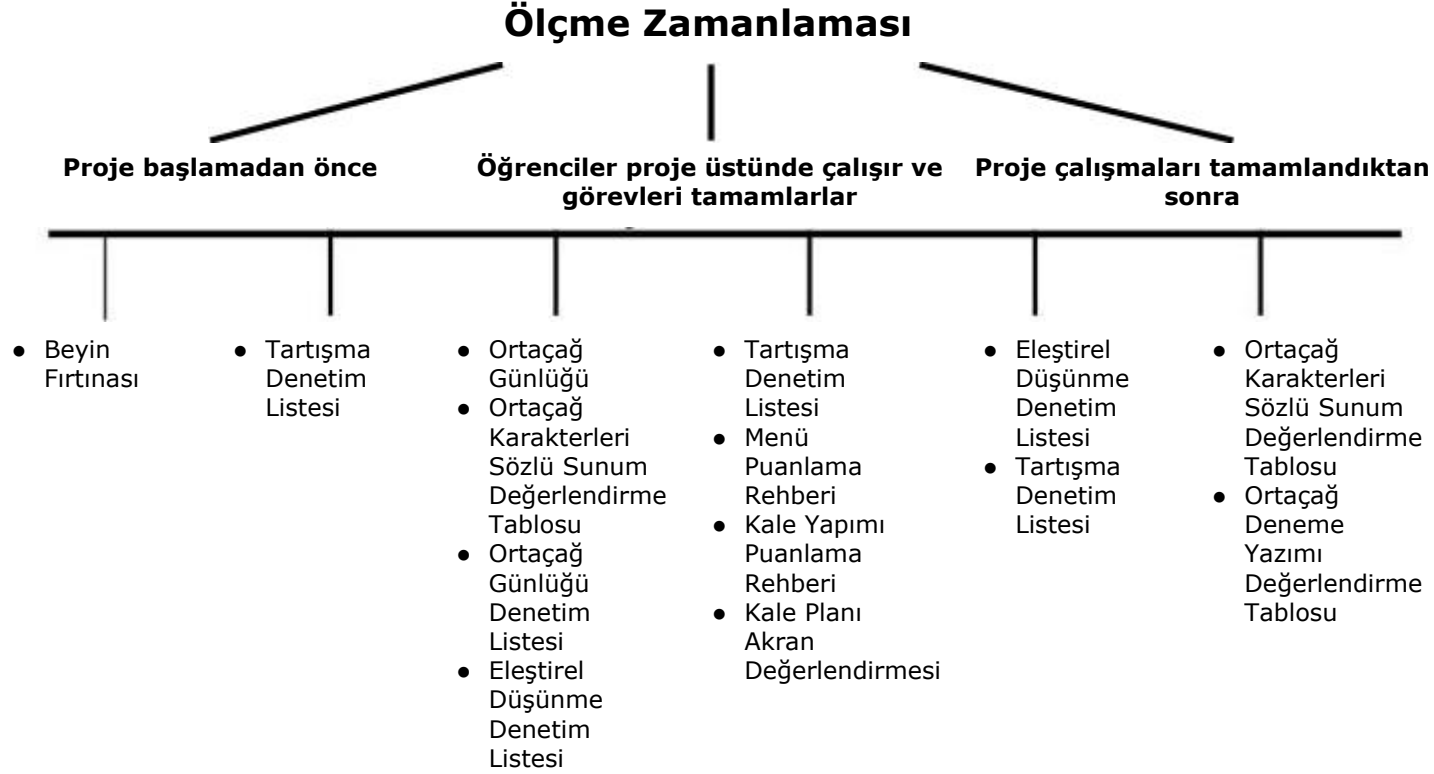 Ölçme Zamanlaması
Proje başlamadan önce
Öğrenciler proje üstünde çalışır ve
görevleri tamamlarlar
Proje çalışmaları tamamlandıktan
sonra
● Beyin
Fırtınası
● Tartışma
Denetim
Listesi
● Ortaçağ
Günlüğü
● Ortaçağ
Karakterleri
Sözlü Sunum
Değerlendirme
Tablosu
● Ortaçağ
Günlüğü
Denetim
Listesi
● Eleştirel
Düşünme
Denetim
Listesi
● Tartışma
Denetim
Listesi
● Menü
Puanlama
Rehberi
● Kale Yapımı
Puanlama
Rehberi
● Kale Planı
Akran
Değerlendirmesi
● Eleştirel
Düşünme
Denetim
Listesi
● Tartışma
Denetim
Listesi
● Ortaçağ
Karakterleri
Sözlü Sunum
Değerlendirme
Tablosu
● Ortaçağ
Deneme
Yazımı
Değerlendirme
Tablosu